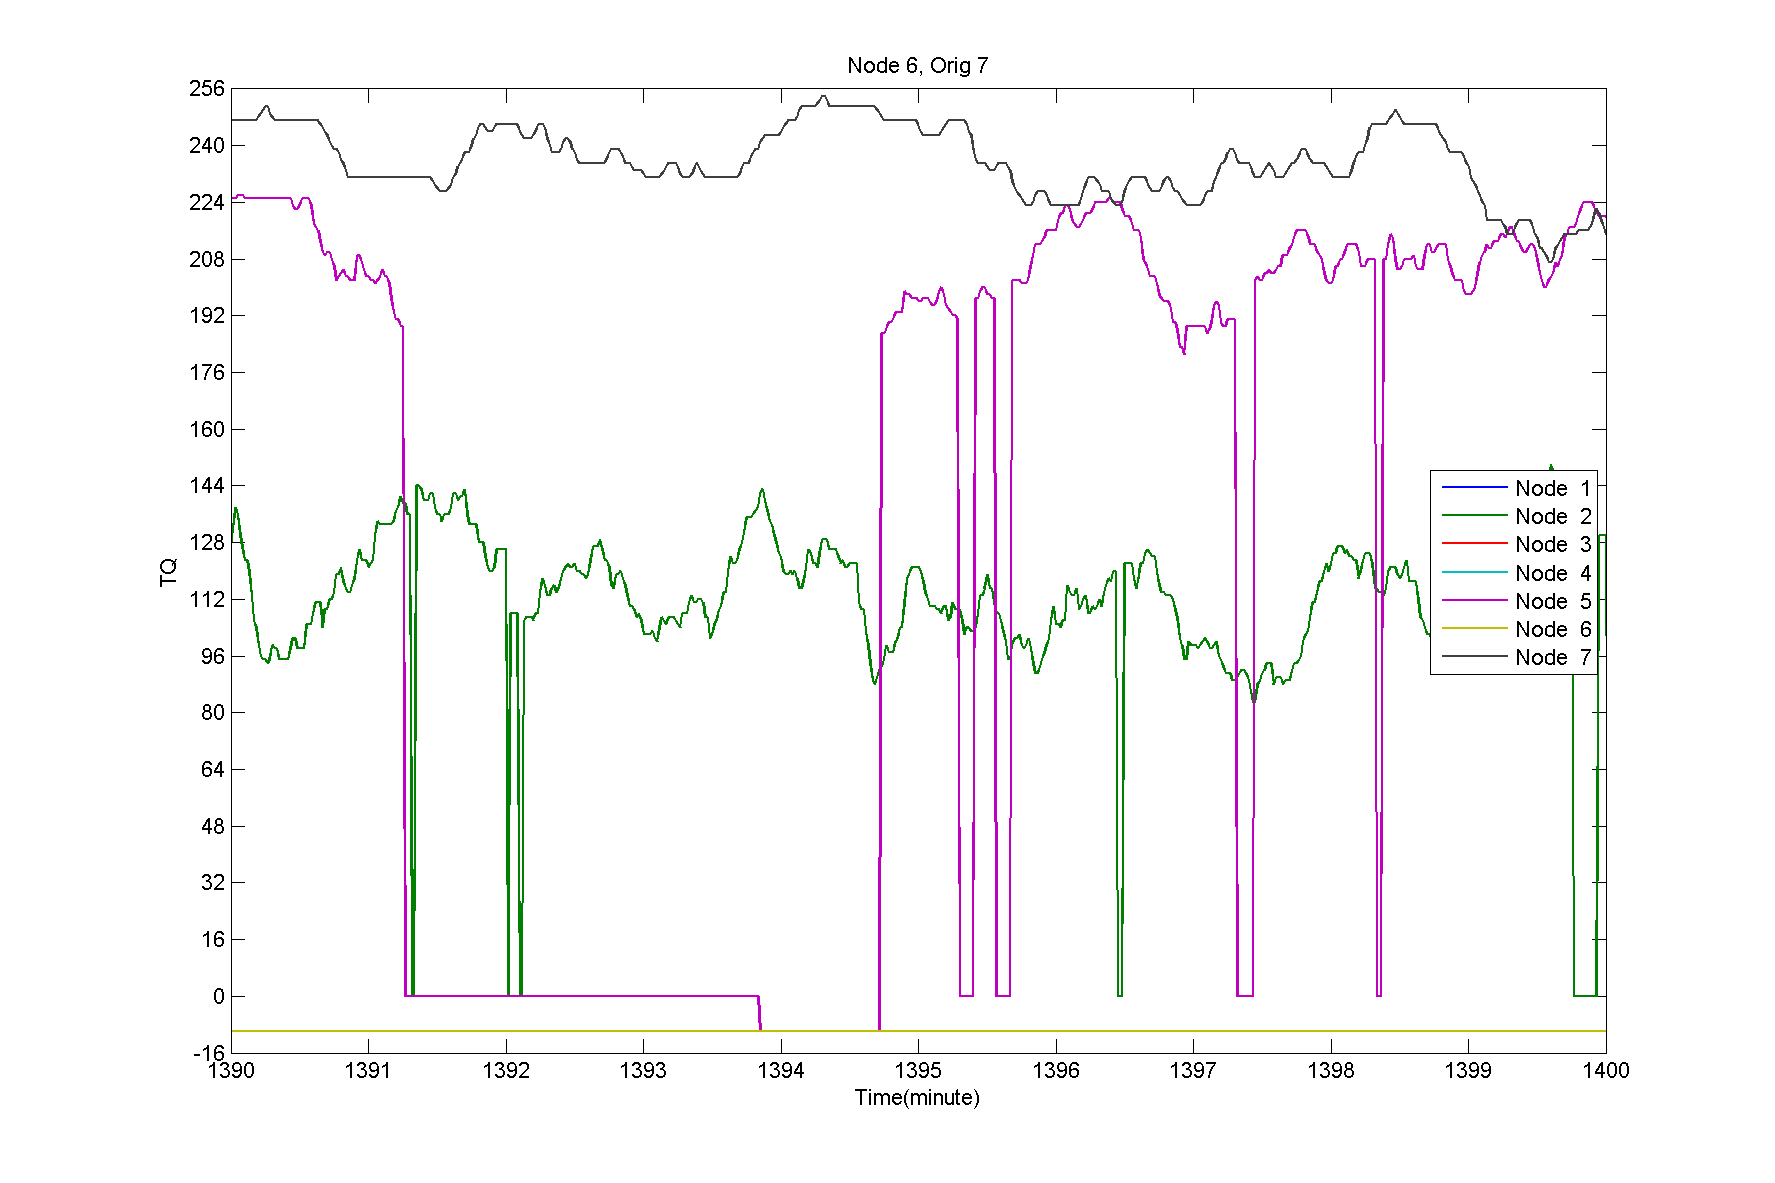 Node 6, Orig 7
256
240
224
208
192
176
160
144
128
112
96
80
64
48
32
16
0
-16
TQ
Node 1
Node 2
Node 3
Node 4
Node 5
Node 6
Node 7
1390 1391 1392 1393 1394 1395 1396 1397 1398 1399 1400
Time(minute)